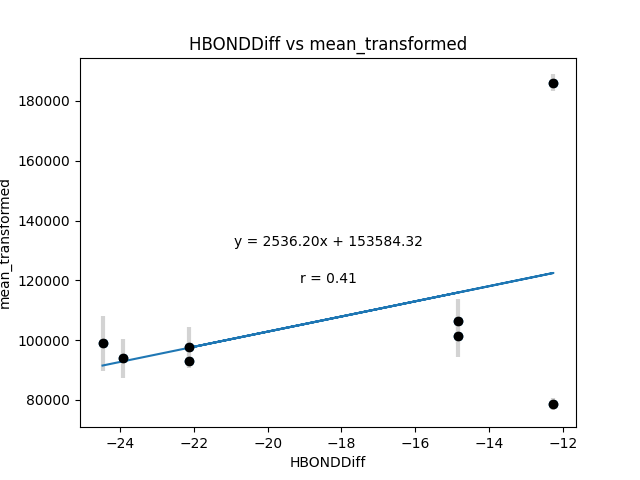 HBONDDiff vs mean_transformed
180000
160000
140000
120000
100000
80000
mean_transformed
y = 2536.20x + 153584.32
r = 0.41
−24
−22
−20
−18
−16
−14
−12
HBONDDiff